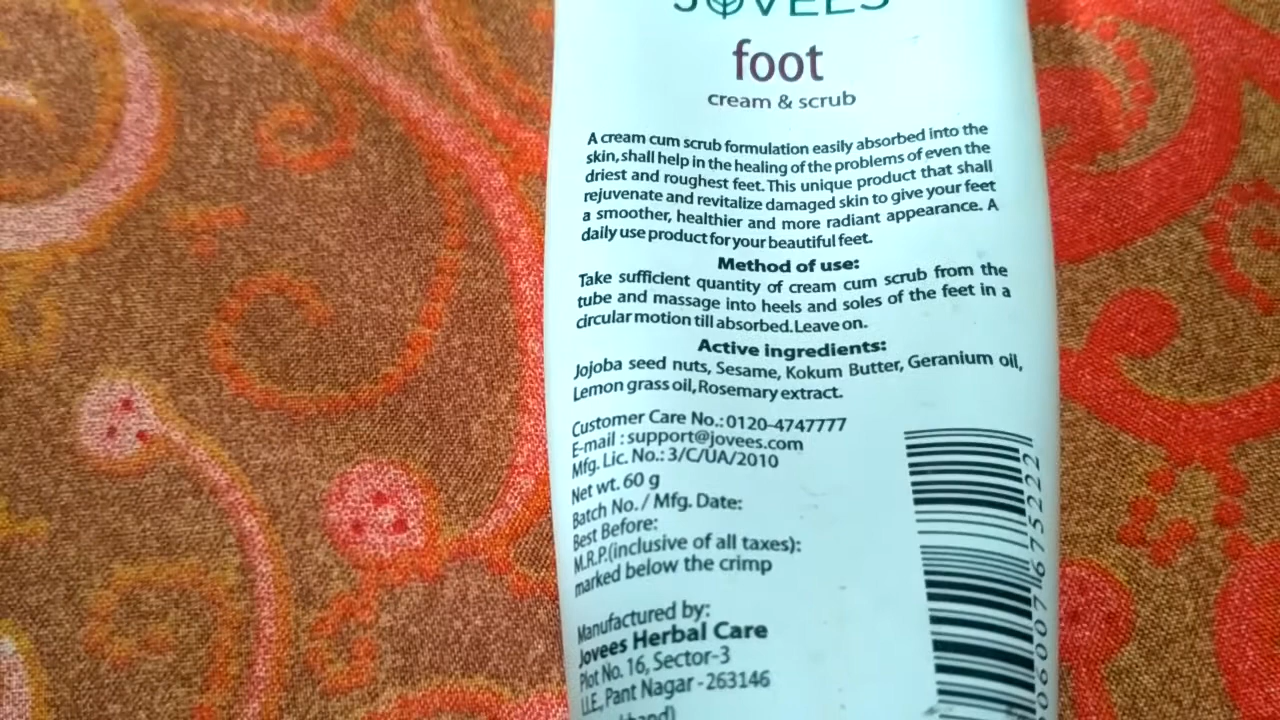 JOVEES
foot
cream & scrub
A cream cum scrub formulation easily absorbed into the
skin, shall help in the healing of the problems of even the
driest and roughest feet. This unique product that shall
rejuvenate and revitalize damaged skin to give your feet
a smoother, healthier and more radiant appearance. A
daily use product for your beautiful feet.
Method of use:
Take sufficient quantity of cream cum scrub from the
tube and massage into heels and soles of the feet in a
circular motion till absorbed. Leave on.
Active ingredients:
Jojoba seed nuts, Sesame, Kokum Butter, Geranium oil,
Lemon grass oil, Rosemary extract.
Customer Care No.: 0120-4747777
E-mail : support@jovees.com
Mfg. Lic. No.: 3/C/UA/2010
Net wt. 60 g
Batch No. / Mfg. Date:
Best Before:
M.R.P.(inclusive of all taxes):
marked below the crimp
Manufactured by:
Jovees Herbal Care
Plot No. 16, Sector-3
I.I.E., Pant Nagar - 263146